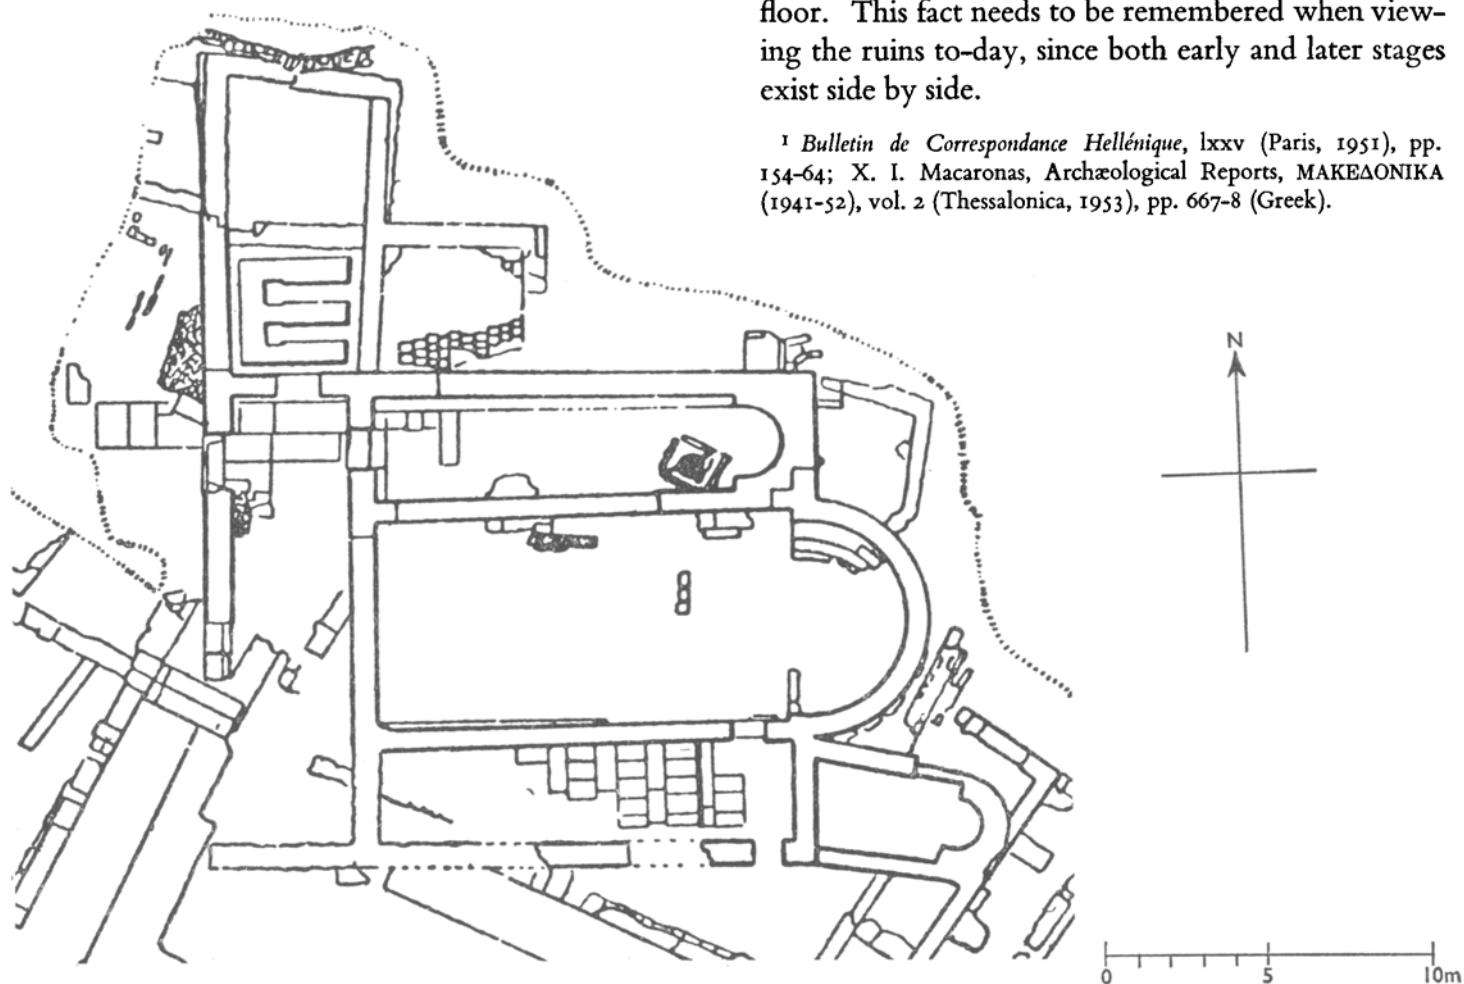 floor. This fact needs to be remembered when view-
ing the ruins to-day, since both early and later stages
exist side by side.
¹ Bulletin de Correspondance Hellénique, lxxv (Paris, 1951), pp.
154–64; X. I. Macaronas, Archæological Reports, ΜΑΚΕΔΟΝΙΚΑ
(1941-52), vol. 2 (Thessalonica, 1953), pp. 667-8 (Greek).
N
0 5 10m